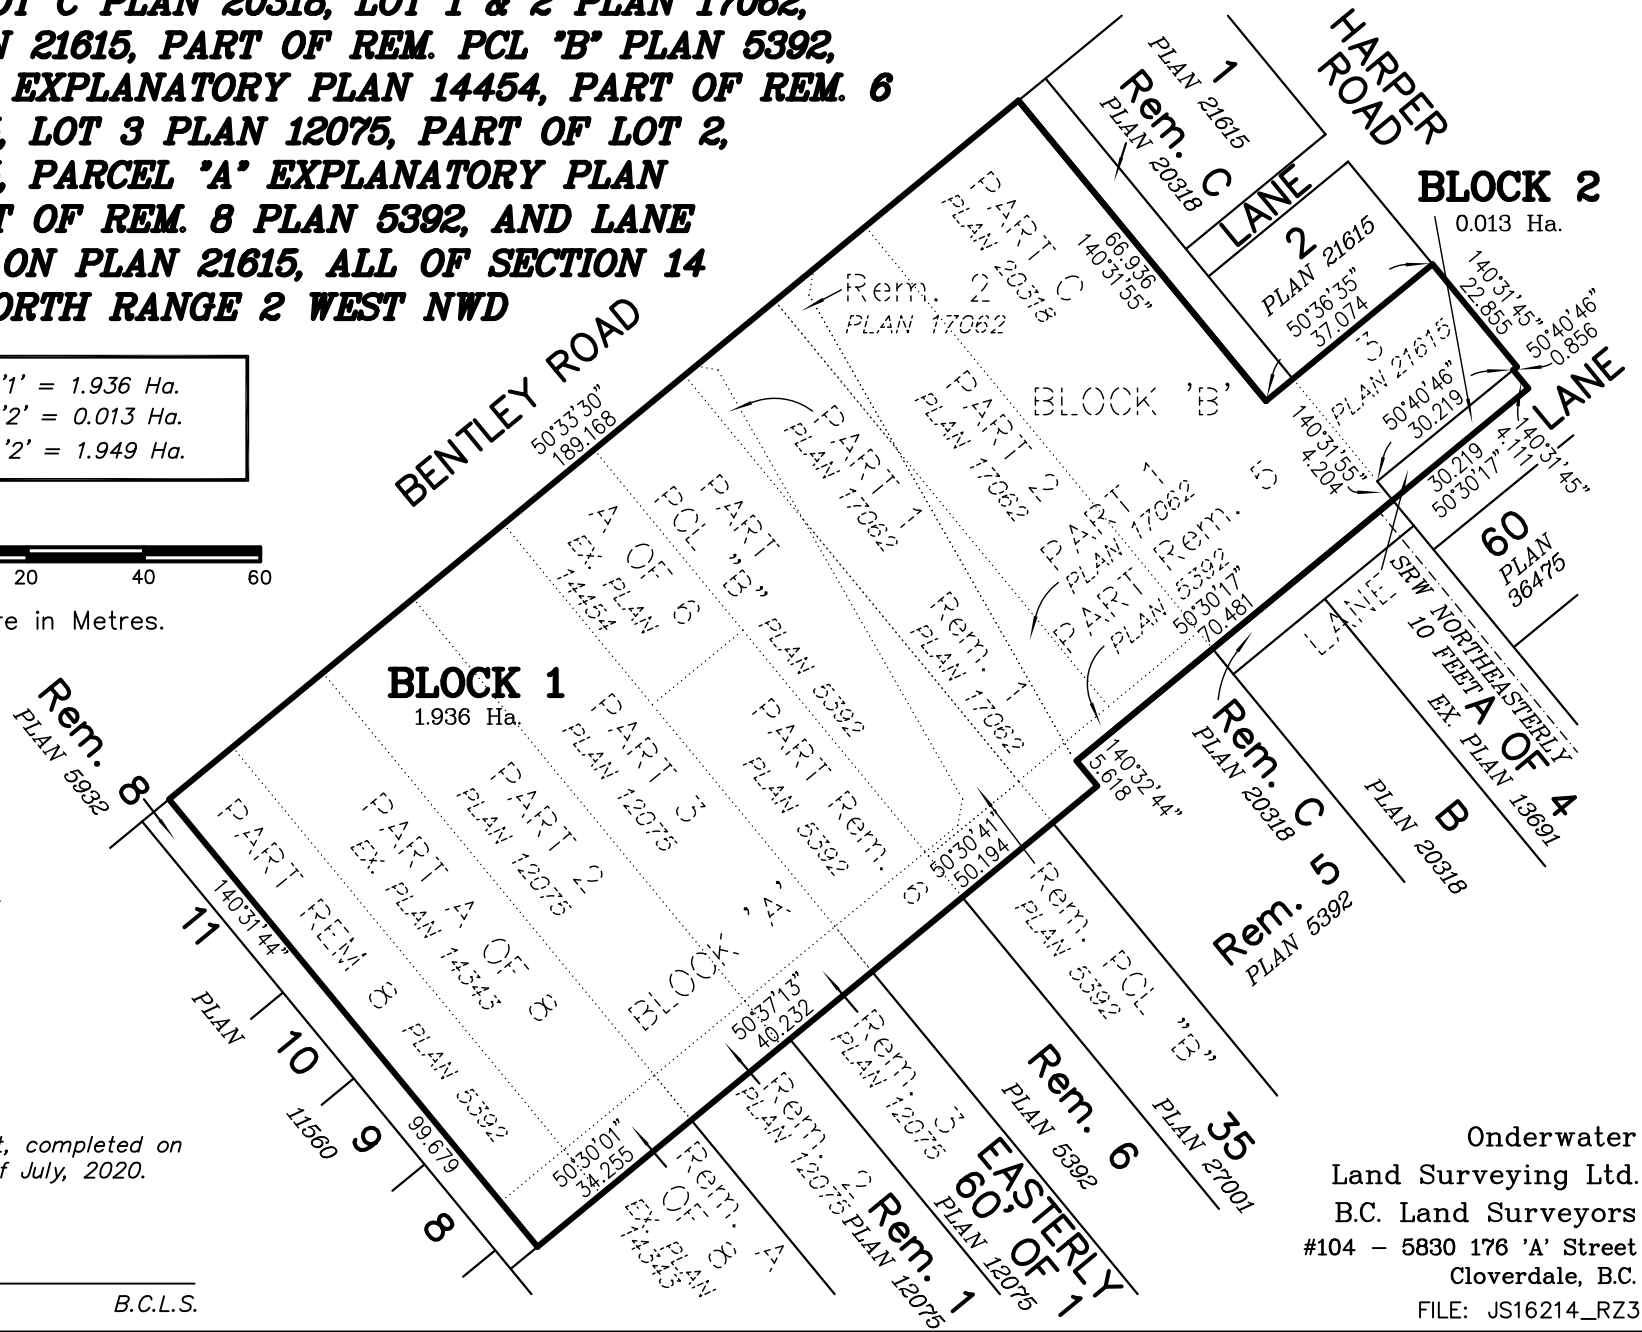 LOT C PLAN 20318, LOT 1 & 2 PLAN 17062,
21615, PART OF REM. PCL "B" PLAN 5392,
EXPLANATORY PLAN 14454, PART OF REM. 6
LOT 3 PLAN 12075, PART OF LOT 2,
PARCEL "A" EXPLANATORY PLAN
OF REM. 8 PLAN 5392, AND LANE
ON PLAN 21615, ALL OF SECTION 14
RANGE 2 WEST NWD
'1' = 1.936 Ha.
'2' = 0.013 Ha.
'2' = 1.949 Ha.
20 40 60
in Metres.
BENTLEY ROAD
50°33'30"
189.168
HARPER
ROAD
1
PLAN 21615
Rem. C
PLAN 20318
LANE
2
PLAN 21615
50°36'35"
37.074
BLOCK 2
0.013 Ha.
140°31'45"
22.855
50°40'46"
0.856
LANE
66.936
140°31'55"
PART C
PLAN 20318
Rem. 2
PLAN 17062
3
PLAN 21615
50°40'46"
30.219
140°31'55"
4.204
30.219
50°30'17"
4.111
140°31'45"
60
PLAN
36475
BLOCK 'B'
PART 2
PLAN 17062
PART 1
PLAN 17062
PART 1
PLAN 17062
Rem. 5
5392
PART 1
PLAN
50°30'17"
70.481
Rem. 1
PLAN 17062
PART
PCL "B"
PLAN 5392
A OF 6
EX. PLAN
14454
BLOCK 1
1.936 Ha.
PART 3
PLAN 12075
PART Rem. 6
PLAN 5392
PART 2
PLAN 12075
PART A OF 8
EX. PLAN 14343
PART REM 8 PLAN 5392
BLOCK 'A'
Rem. 8
PLAN 5932
140°31'44"
99.679
11
10
9
8
PLAN
11560
50°30'01"
34.255
50°37'13"
40.232
50°30'41"
50.194
140°32'44"
5.618
LANE
SRW NORTHEASTERLY
10 FEET
A OF 4
EX. PLAN 13691
B
PLAN 20318
Rem. C
PLAN 20318
Rem. 5
PLAN 5392
Rem. PCL "B"
PLAN 5392
35
PLAN 27001
Rem. 6
PLAN 5392
Rem. 3
PLAN 12075
EASTERLY
60' OF 1
PLAN 12075
Rem. 2
PLAN 12075
Rem. 1
PLAN 12075
Rem. A
OF 8
EX. PLAN
14343
completed on
July, 2020.
B.C.L.S.
Onderwater
Land Surveying Ltd.
B.C. Land Surveyors
#104 - 5830 176 'A' Street
Cloverdale, B.C.
FILE: JS16214_RZ3